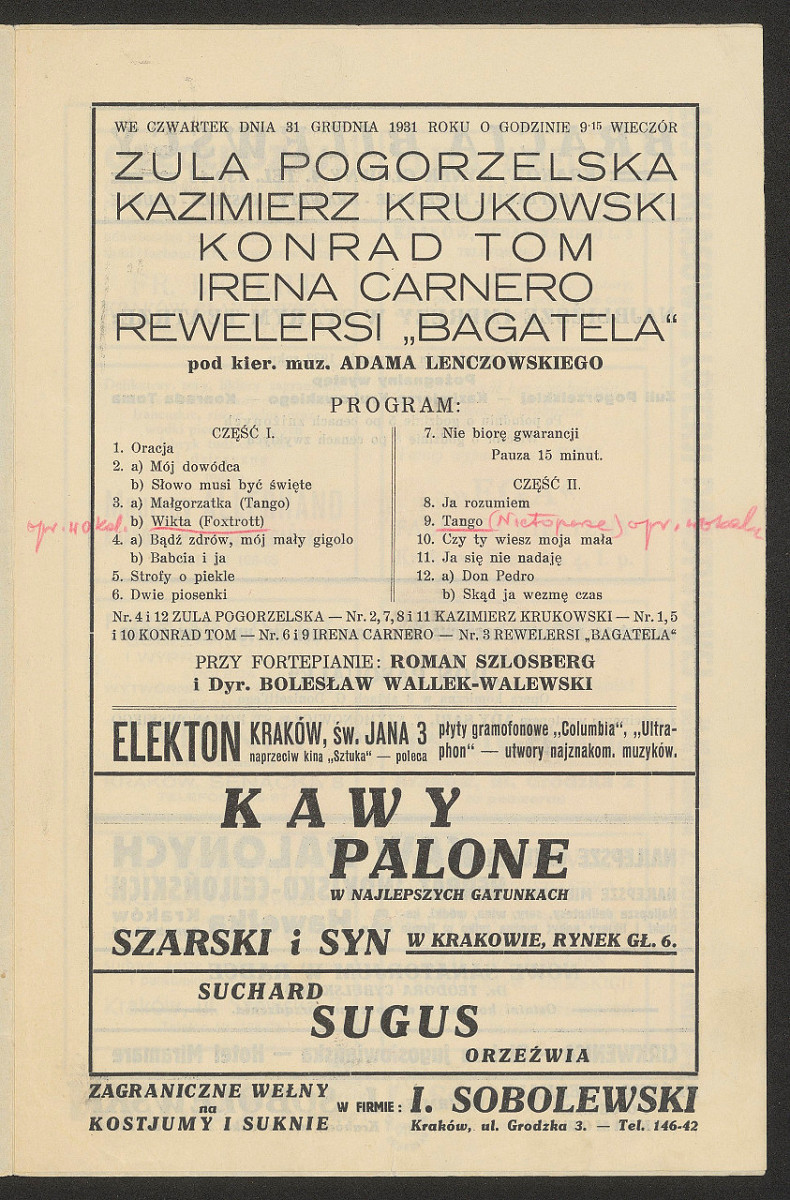 WE CZWARTEK DNIA 31 GRUDNIA 1931 ROKU O GODZINIE 9·15 WIECZÓR
ZULA POGORZELSKA
KAZIMIERZ KRUKOWSKI
KONRAD TOM
IRENA CARNERO
REWELERSI „BAGATELA“
pod kier. muz. ADAMA LENCZOWSKIEGO
PROGRAM:
CZĘŚĆ I.
1. Oracja
2. a) Mój dowódca
b) Słowo musi być święte
3. a) Małgorzatka (Tango)
opr. wokal. b) Wikta (Foxtrott)
4. a) Bądź zdrów, mój mały gigolo
b) Babcia i ja
5. Strofy o piekle
6. Dwie piosenki
7. Nie biorę gwarancji
Pauza 15 minut.
CZĘŚĆ II.
8. Ja rozumiem
9. Tango (Nietoperze) opr. wokaln
10. Czy ty wiesz moja mała
11. Ja się nie nadaję
12. a) Don Pedro
b) Skąd ja wezmę czas
Nr. 4 i 12 ZULA POGORZELSKA — Nr. 2, 7, 8 i 11 KAZIMIERZ KRUKOWSKI — Nr. 1, 5
i 10 KONRAD TOM — Nr. 6 i 9 IRENA CARNERO — Nr. 3 REWELERSI „BAGATELA“
PRZY FORTEPIANIE: ROMAN SZLOSBERG
i Dyr. BOLESŁAW WALLEK-WALEWSKI
ELEKTON KRAKÓW, św. JANA 3
naprzeciw kina „Sztuka“ — poleca
płyty gramofonowe „Columbia“, „Ultra-
phon“ — utwory najznakom. muzyków.
KAWY
PALONE
W NAJLEPSZYCH GATUNKACH
SZARSKI i SYN W KRAKOWIE, RYNEK GŁ. 6.
SUCHARD
SUGUS
ORZEŹWIA
ZAGRANICZNE WEŁNY
na
KOSTJUMY I SUKNIE
W FIRMIE: I. SOBOLEWSKI
Kraków, ul. Grodzka 3. — Tel. 146-42